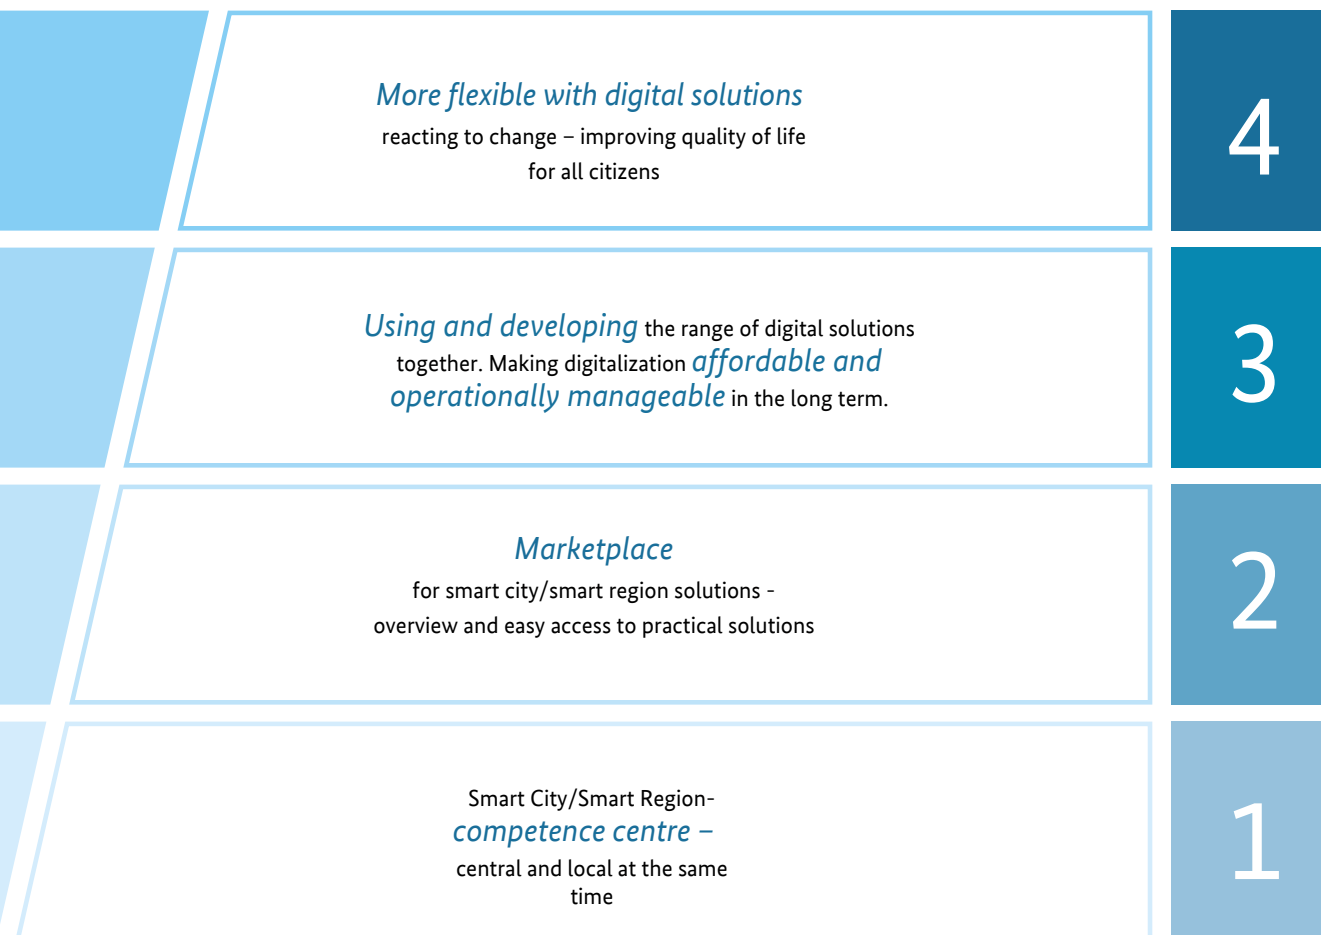 More flexible with digital solutions
reacting to change – improving quality of life
for all citizens
4
Using and developing the range of digital solutions
together. Making digitalization affordable and
operationally manageable in the long term.
3
Marketplace
for smart city/smart region solutions -
overview and easy access to practical solutions
2
Smart City/Smart Region-
competence centre –
central and local at the same
time
1